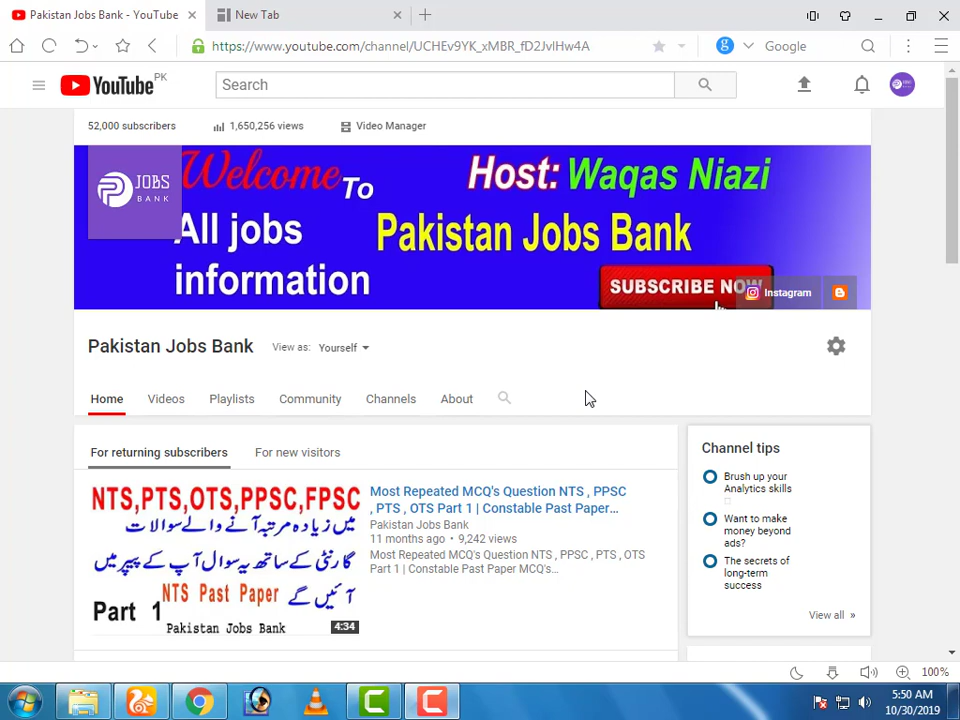 Pakistan Jobs Bank - YouTube
New Tab
https://www.youtube.com/channel/UCHEv9YK_xMBR_fD2JvlHw4A
Google
YouTube PK
Search
52,000 subscribers
1,650,256 views
Video Manager
JOBS
BANK
Welcome To
Host: Waqas Niazi
All jobs
information
Pakistan Jobs Bank
SUBSCRIBE NOW
Instagram
Pakistan Jobs Bank
View as: Yourself
Home
Videos
Playlists
Community
Channels
About
For returning subscribers
For new visitors
NTS,PTS,OTS,PPSC,FPSC
میں زیادہ مرتبہ آنے والے سوالات
گارنٹی کے ساتھ یہ سوال آپ کے پیپر میں
NTS Past Paper آئیں گے
Part 1
Pakistan Jobs Bank
4:34
Most Repeated MCQ's Question NTS , PPSC
, PTS , OTS Part 1 | Constable Past Paper...
Pakistan Jobs Bank
11 months ago • 9,242 views
Most Repeated MCQ's Question NTS , PPSC , PTS , OTS
Part 1 | Constable Past Paper MCQ's...
Channel tips
Brush up your
Analytics skills
Want to make
money beyond
ads?
The secrets of
long-term
success
View all »
100%
5:50 AM
10/30/2019